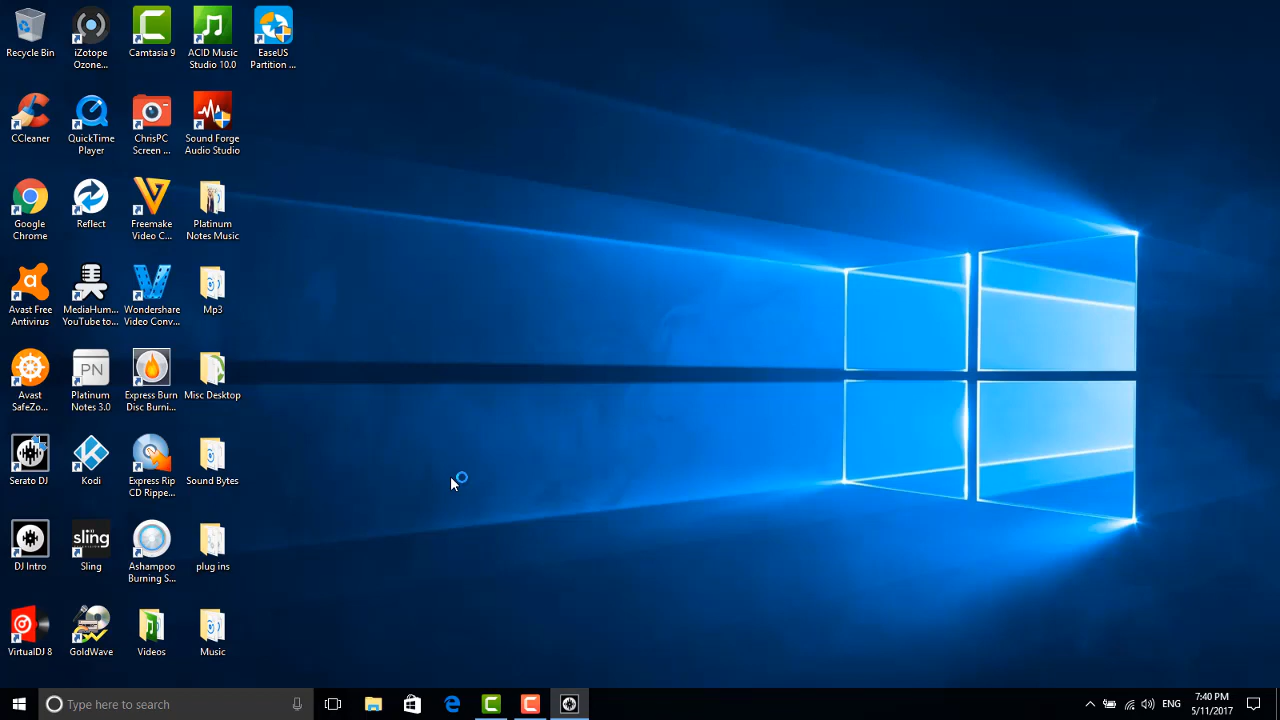 Recycle Bin
iZotope
Ozone...
Camtasia 9
ACID Music
Studio 10.0
EaseUS
Partition ...
CCleaner
QuickTime
Player
ChrisPC
Screen ...
Sound Forge
Audio Studio
Google
Chrome
Reflect
Freemake
Video C...
Platinum
Notes Music
Avast Free
Antivirus
MediaHum...
YouTube to...
Wondershare
Video Conv...
Mp3
Avast
SafeZo...
PN
Platinum
Notes 3.0
Express Burn
Disc Burni...
Misc Desktop
Serato DJ
Kodi
Express Rip
CD Rippe...
Sound Bytes
DJ Intro
sling
Sling
Ashampoo
Burning S...
plug ins
VirtualDJ 8
GoldWave
Videos
Music
Type here to search
ENG
7:40 PM
5/11/2017